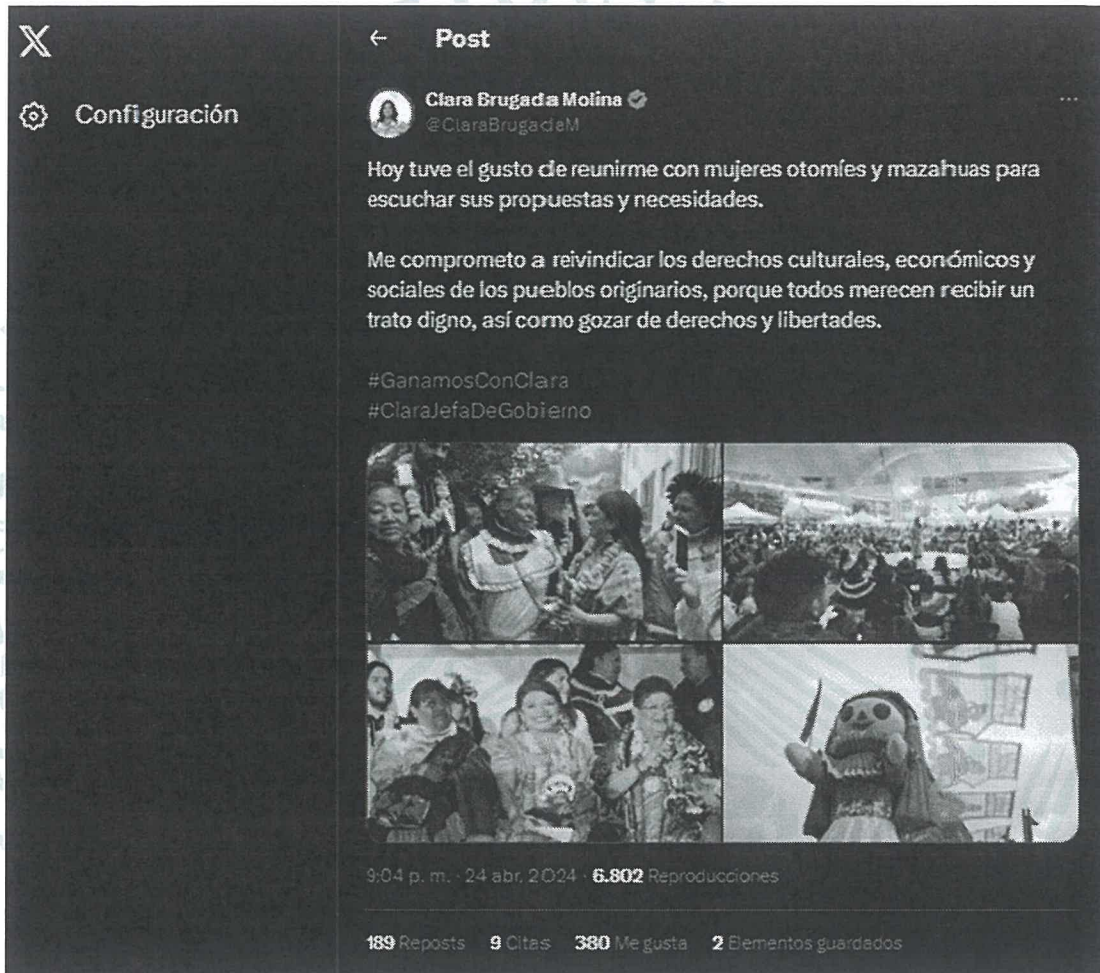 X
← Post
Configuración
Clara Brugada Molina
@ClaraBrugadaM
...
Hoy tuve el gusto de reunirme con mujeres otomíes y mazahuas para
escuchar sus propuestas y necesidades.
Me comprometo a reivindicar los derechos culturales, económicos y
sociales de los pueblos originarios, porque todos merecen recibir un
trato digno, así como gozar de derechos y libertades.
#GanamosConClara
#ClaraJefaDeGobierno
9:04 p. m. · 24 abr. 2024 · 6.802 Reproducciones
189 Reposts 9 Citas 380 Me gusta 2 Elementos guardados